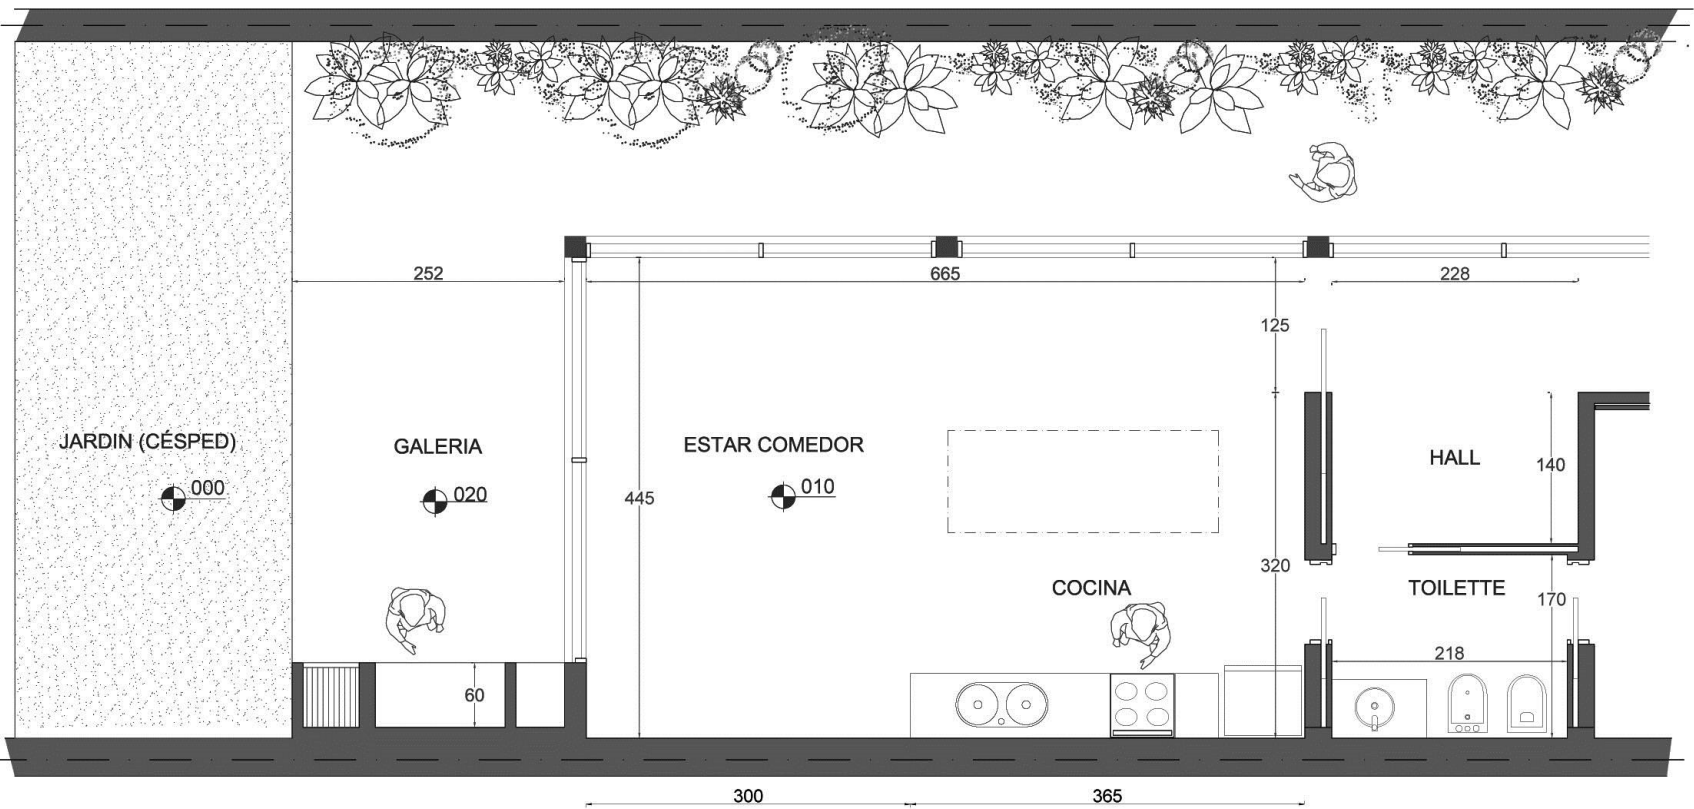 252
665
228
125
JARDIN (CÉSPED)
GALERIA
ESTAR COMEDOR
HALL
140
000
020
010
445
320
COCINA
TOILETTE
170
218
60
300
365